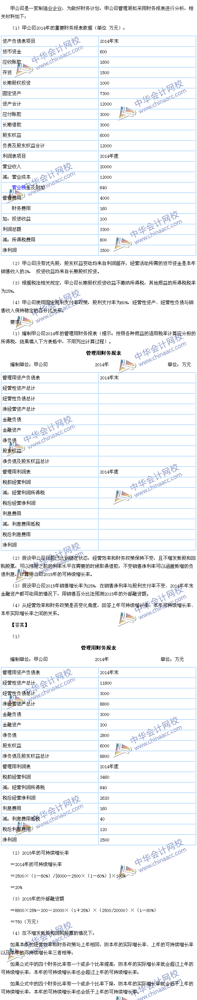 甲公司是一家制造业企业，为做好财务计划，甲公司管理层拟采用财务报表进行分析，相
关材料如下：
（1）甲公司2014年的重要财务报表数据（单位 万元）：
资产负债表项目 2014年末
货币资金 600
应收账款 1600
存货 1500
长期股权投资 1000
固定资产 7300
资产合计 12000
应付账款 3000
长期借款 3000
股东权益 6000
负责及股东权益合计 12000
利润表项目 2014年度
营业收入 20000
减：营业成本 12000
营业税金及附加 640
管理费用 4000
财务费用 160
加：投资收益 100
利润总额 3300
减：所得税费用 800
净利润 2500
（2）甲公司没有优先股，股东权益变动均来自利润留存，经营活动所需的货币资金是本年
销售收入的2%， 投资收益均来自长期股权投资。
（3）根据税法相关规定，甲公司长期股权投资收益不缴纳所得税，其他损益的所得税税率
为25%。
（4）甲公司使用固定股利支付率政策，股利支付率为60%，经营性资产、经营性负债与销
售收入保持稳定的百分比关系。
要求：
（1）编制甲公司2014年的管理用财务报表（提示：按照各种损益的适用税率计算应分担的
所得税，结果填入下方表格中，不用列出计算过程）。
管理用财务报表
编制单位：甲公司 2014年 单位：万元
管理用资产负债表 2014年末
经营性资产总计
经营性负债总计
净经营资产总计
金融负债
金融资产
净负债
股东权益
净负债及股东权益总计
管理用利润表 2014年度
税前经营利润
减：经营利润所得税
税后经营净利润
利息费用
减：利息费用抵税
税后利息费用
净利润
（2）假设甲公司目前已达到稳定状态，经营效率和财务政策保持不变，且不增发新股和回
购股票，可以按照之前的利率水平在需要的时候取得借款，不变销售净利率可以涵盖新增的负
债利息，计算甲公司2015年的可持续增长率。
（3）假设甲公司2015年销售增长率为25%，在销售净利率与股利支付率不变、2014年年末
金融资产都可动用的情况下，用销售百分比法预测2015年的外部融资额。
（4）从经营效率和财务政策是否变化角度，回答上年可持续增长率、本年可持续增长率、
本年实际增长率之间的关系。
【答案】
（1）
管理用财务报表
编制单位：甲公司 2014年 单位：万元
管理用资产负债表 2014年末
经营性资产总计 11800
经营性负债总计 3000
净经营资产总计 8800
金融负债 3000
金融资产 200
净负债 2800
股东权益 6000
净负债及股东权益总计 8800
管理用利润表 2014年度
税前经营利润 3460
减：经营利润所得税 840
税后经营净利润 2620
利息费用 160
减：利息费用抵税 40
税后利息费用 120
净利润 2500
（2）2015年的可持续增长率
＝2014年的可持续增长率
＝2500×（1－60%）/[6000－2500×（1－60%）]×100%
＝20%
（3）2015年的外部融资额
＝8800×25%－200－20000×（1＋25%）×（2500/20000）×（1－60%）
＝750（万元）
（4）在不增发新股和回购股票的情况下：
如果本年的经营效率和财务政策与上年相同，则本年的实际增长率、上年的可持续增长率
以及本年的可持续增长率三者相等；
如果公式中的四个财务比率有一个或多个比率提高，则本年的实际增长率就会超过上年的
可持续增长率，本年的可持续增长率也会超过上年的可持续增长率；
如果公式中的四个财务比率有一个或多个比率下降，则本年的实际增长率就会低于上年的
可持续增长率，本年的可持续增长率也会低于上年的可持续增长率。
中华会计网校
www.chinaacc.com